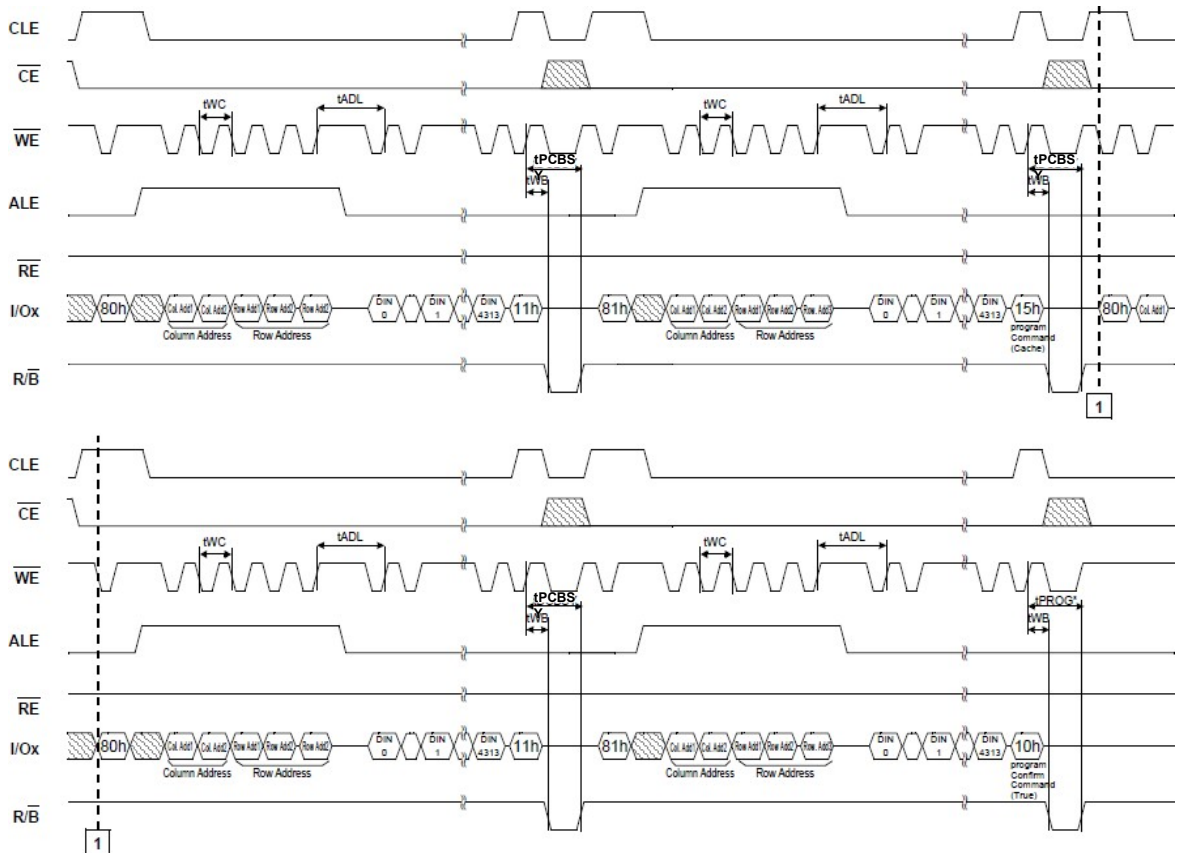 CLE
CE
tWC
tADL
tWC
tADL
WE
tPCBS
Y
tWB
tPCBS
Y
tWB
ALE
RE
I/Ox
80h Col. Add1 Col. Add2 Row Add1 Row Add2 Row Add2 DIN 0 DIN 1 DIN 4313 11h 81h Col. Add1 Col. Add2 Row Add1 Row Add2 Row. Add3 DIN 0 DIN 1 DIN 4313 15h 80h Col. Add1
Column Address Row Address Column Address Row Address
program
Command
(Cache)
R/B
1
CLE
CE
tWC
tADL
tWC
tADL
WE
tPCBS
Y
tWB
tPROG*
tWB
ALE
RE
I/Ox
80h Col. Add1 Col. Add2 Row Add1 Row Add2 Row Add2 DIN 0 DIN 1 DIN 4313 11h 81h Col. Add1 Col. Add2 Row Add1 Row Add2 Row. Add3 DIN 0 DIN 1 DIN 4313 10h
Column Address Row Address Column Address Row Address
program
Confirm
Command
(True)
R/B
1